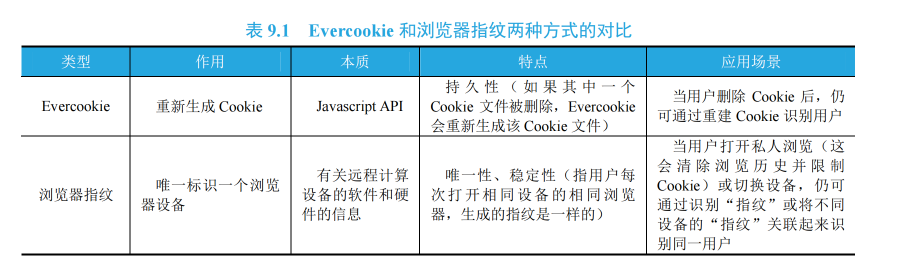 表 9.1 Evercookie 和浏览器指纹两种方式的对比
类型 作用 本质 特点 应用场景
Evercookie
重新生成 Cookie
Javascript API
持久性（如果其中一个
Cookie 文件被删除，Evercookie
会重新生成该 Cookie 文件）
当用户删除 Cookie 后，仍
可通过重建 Cookie 识别用户
浏览器指纹
唯一标识一个浏览
器设备
有关远程计算
设备的软件和硬
件的信息
唯一性、稳定性（指用户每
次打开相同设备的相同浏览
器，生成的指纹是一样的）
当用户打开私人浏览（这
会清除浏览历史并限制
Cookie）或切换设备，仍可
通过识别“指纹”或将不同
设备的“指纹”关联起来识
别同一用户